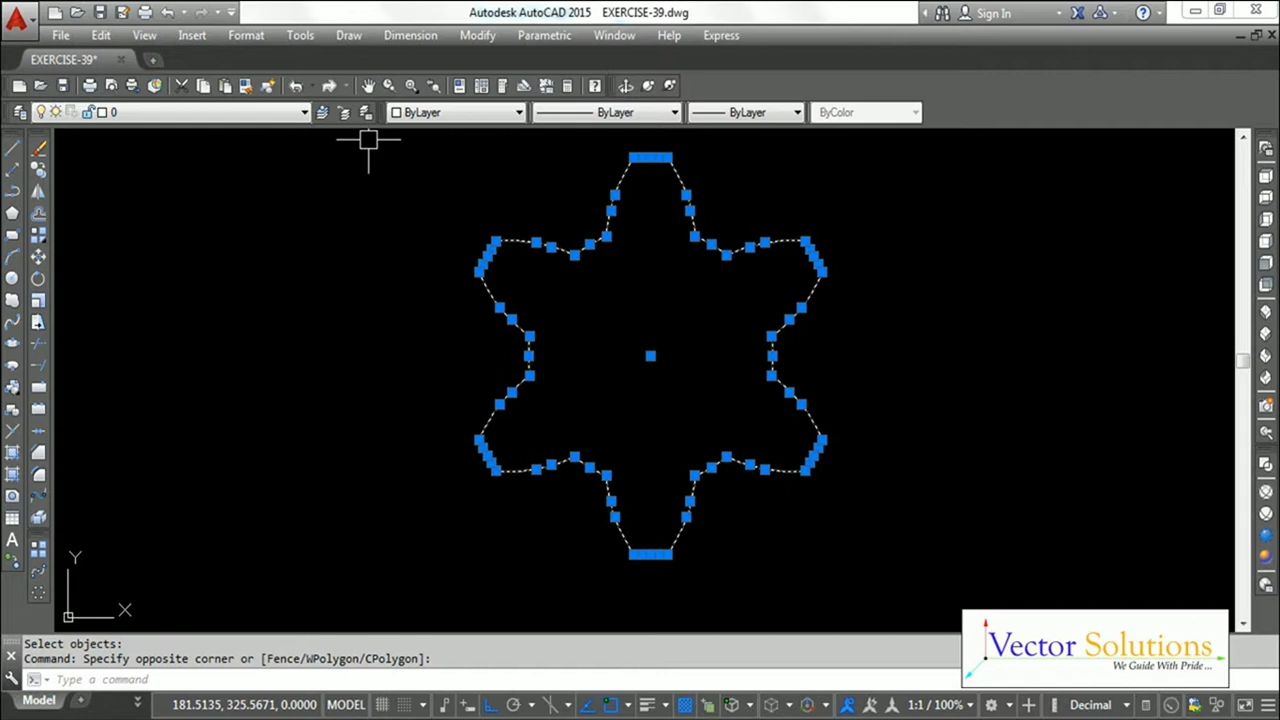 Autodesk AutoCAD 2015 EXERCISE-39.dwg Sign In
File Edit View Insert Format Tools Draw Dimension Modify Parametric Window Help Express
EXERCISE-39*
0 ByLayer ByLayer ByLayer ByColor
Y
X
Select objects:
Command: Specify opposite corner or [Fence/WPolygon/CPolygon]:
Type a command
Vector Solutions
We Guide With Pride...
Model 181.5135, 325.5671, 0.0000 MODEL 1:1 / 100% Decimal